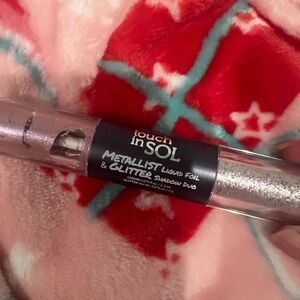 touch
in SOL
METALLIST LIQUID FOIL
& GLITTER SHADOW DUO